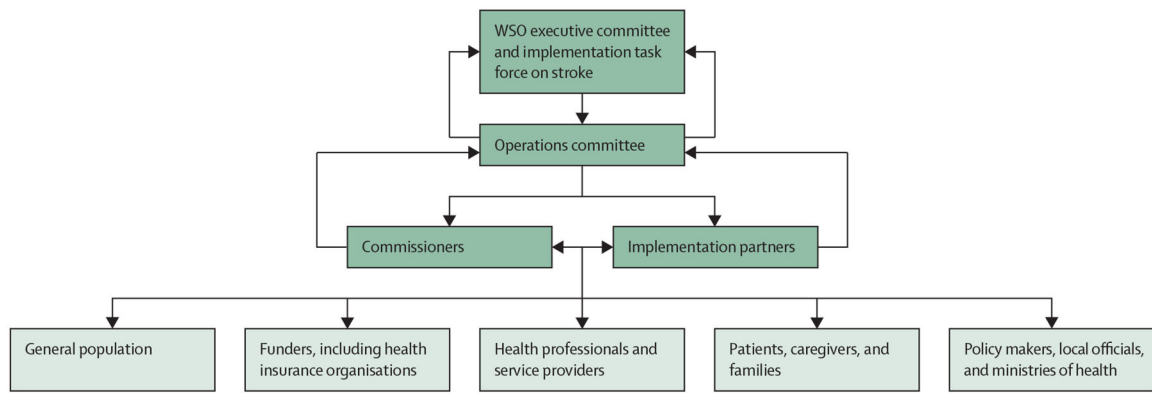 WSO executive committee
and implementation task
force on stroke
Operations committee
Commissioners
Implementation partners
General population
Funders, including health
insurance organisations
Health professionals and
service providers
Patients, caregivers, and
families
Policy makers, local officials,
and ministries of health